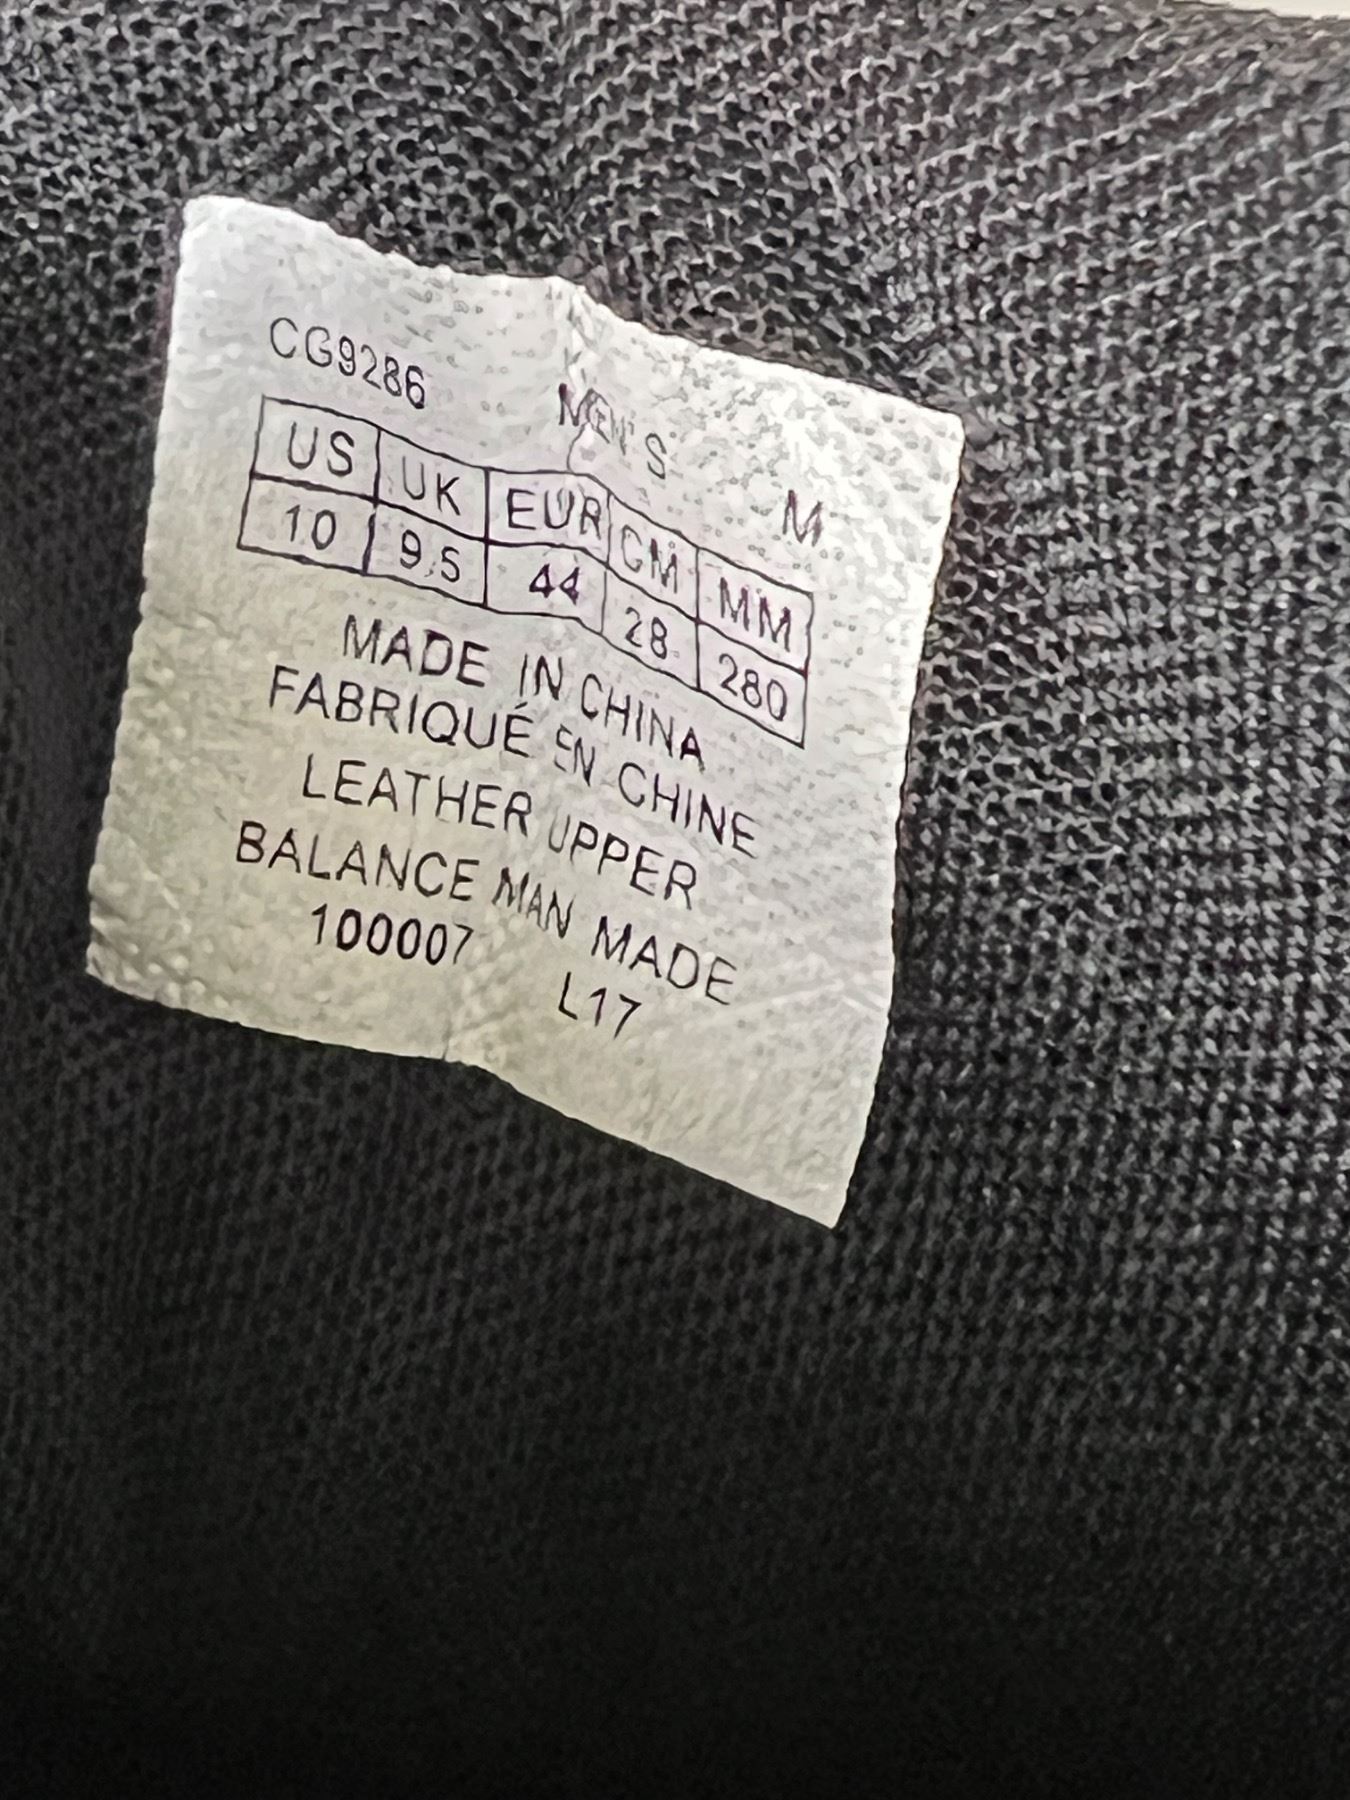 CG9286 MEN'S M
US UK EUR CM MM
10 9.5 44 28 280
MADE IN CHINA
FABRIQUÉ EN CHINE
LEATHER UPPER
BALANCE MAN MADE
100007 L17